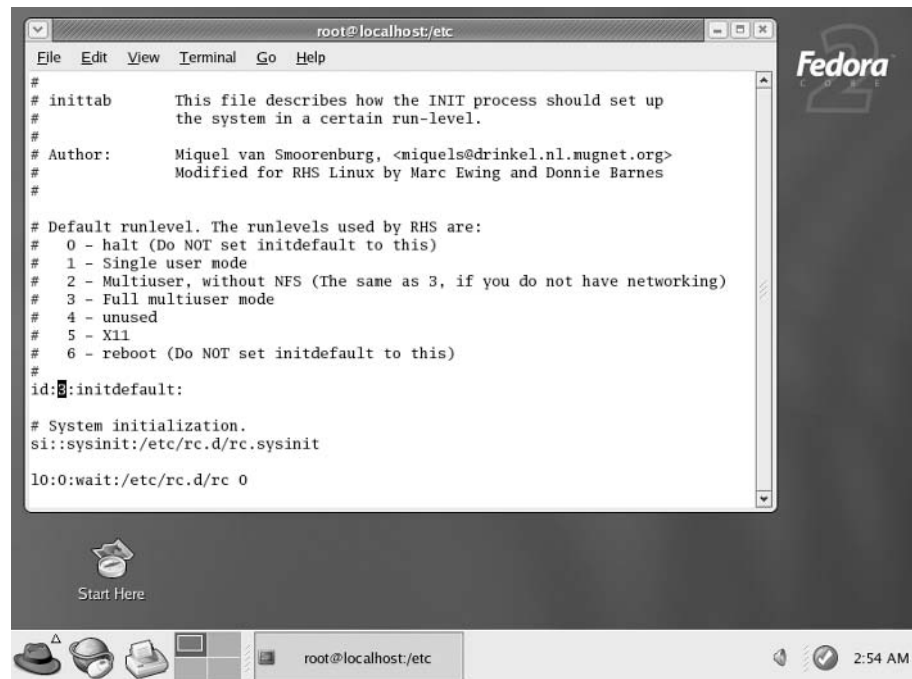 root@localhost:/etc
File Edit View Terminal Go Help
#
# inittab This file describes how the INIT process should set up
# the system in a certain run-level.
#
# Author: Miquel van Smoorenburg, <miquels@drinkel.nl.mugnet.org>
# Modified for RHS Linux by Marc Ewing and Donnie Barnes
#
# Default runlevel. The runlevels used by RHS are:
# 0 - halt (Do NOT set initdefault to this)
# 1 - Single user mode
# 2 - Multiuser, without NFS (The same as 3, if you do not have networking)
# 3 - Full multiuser mode
# 4 - unused
# 5 - X11
# 6 - reboot (Do NOT set initdefault to this)
#
id:3:initdefault:
# System initialization.
si::sysinit:/etc/rc.d/rc.sysinit
l0:0:wait:/etc/rc.d/rc 0
Fedora
CORE
2
Start Here
root@localhost:/etc
2:54 AM